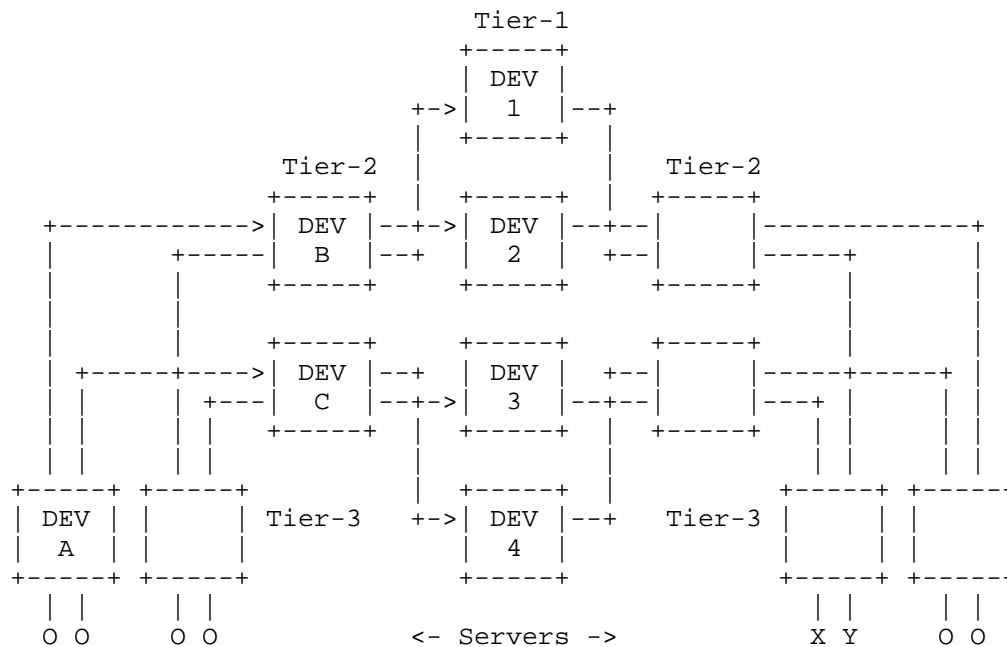 Tier-1
DEV
1
Tier-2 Tier-2
DEV DEV
B 2
DEV DEV
C 3
DEV Tier-3 DEV Tier-3
A 4
O O O O <- Servers -> X Y O O